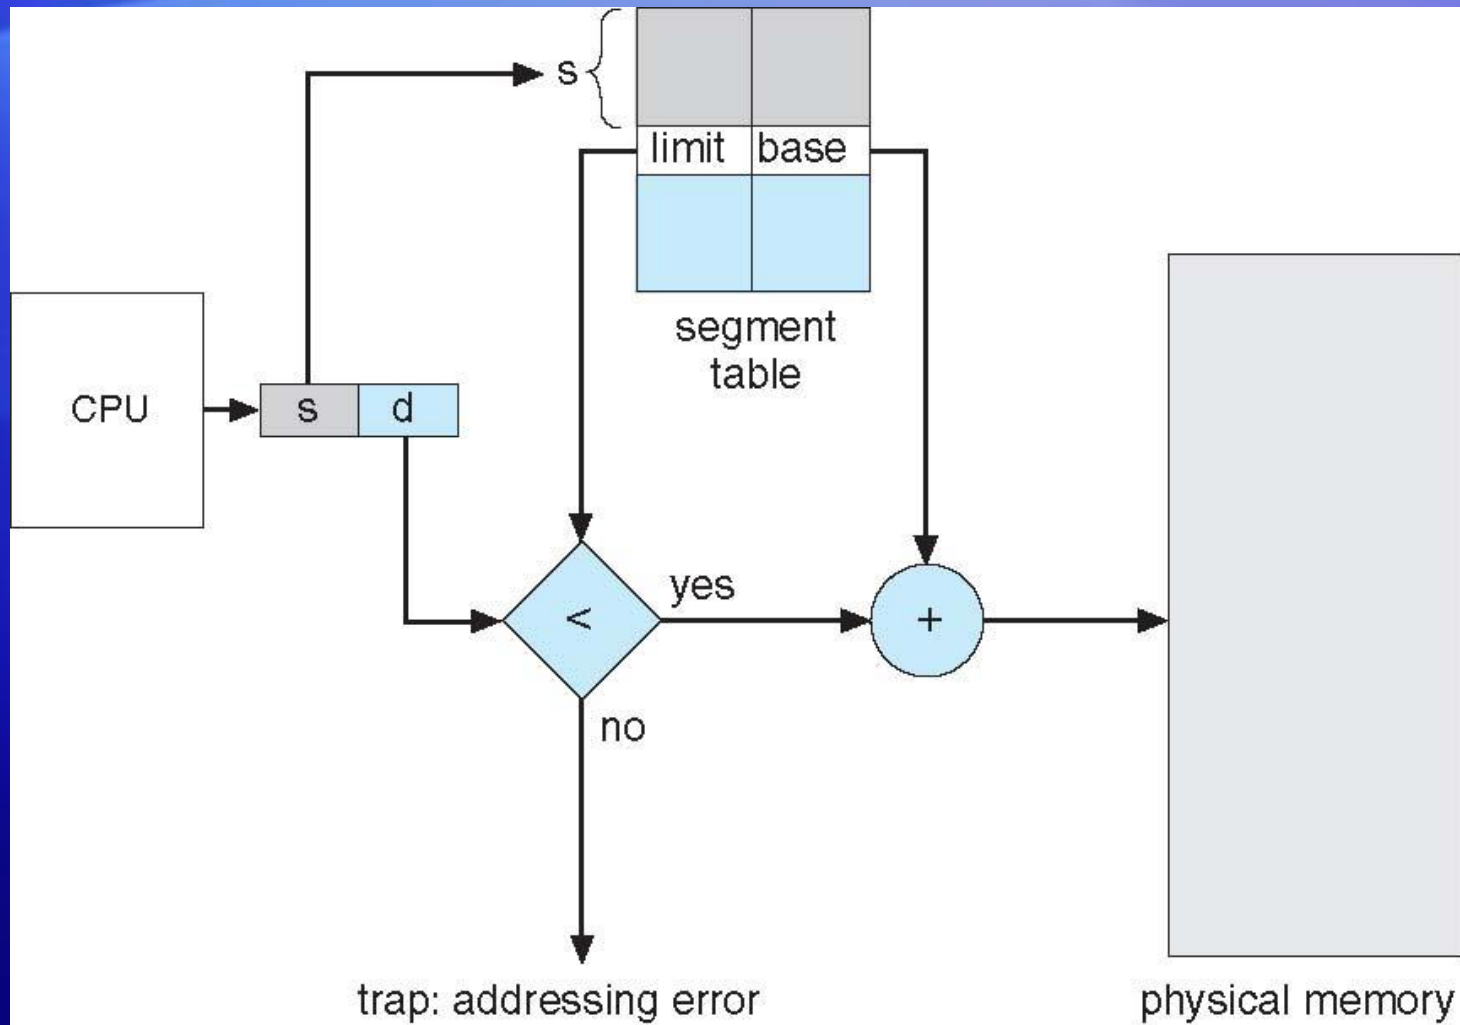 s
limit base
segment
table
CPU
s d
<
yes
+
no
trap: addressing error
physical memory